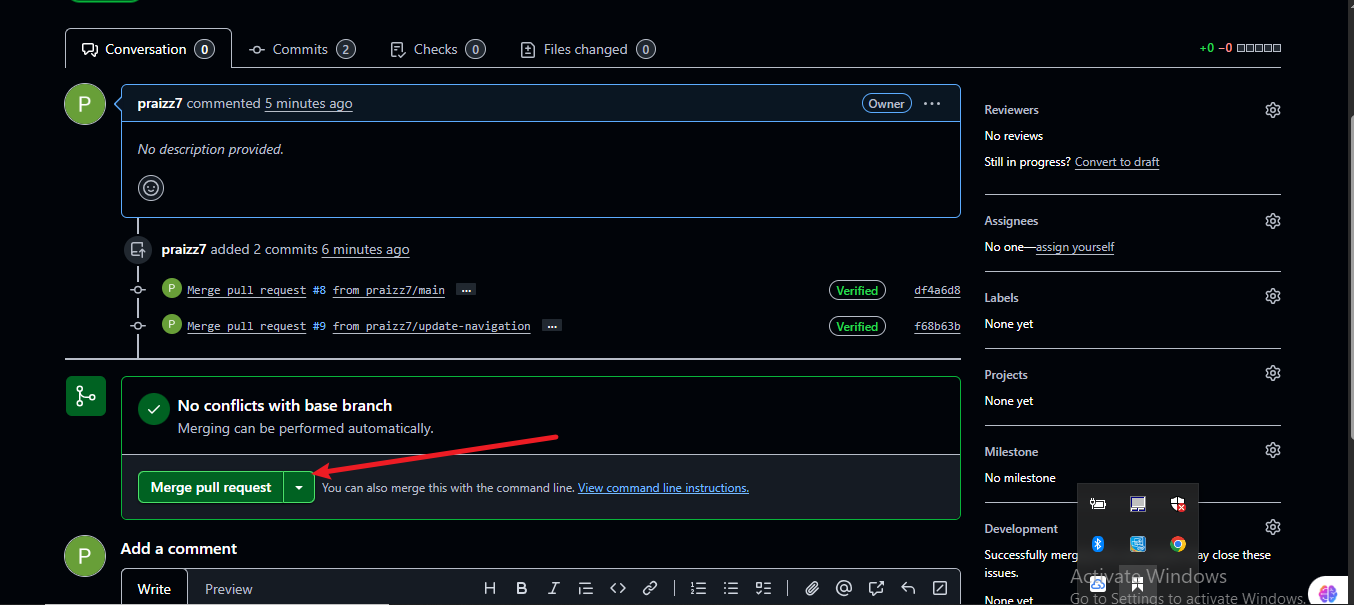 Conversation 0 Commits 2 Checks 0 Files changed 0 +0 −0
P praizz7 commented 5 minutes ago Owner ...
No description provided.
praizz7 added 2 commits 6 minutes ago
P Merge pull request #8 from praizz7/main ... Verified df4a6d8
P Merge pull request #9 from praizz7/update-navigation ... Verified f68b63b
No conflicts with base branch
Merging can be performed automatically.
Merge pull request You can also merge this with the command line. View command line instructions.
P Add a comment
Write Preview H B I
Reviewers
No reviews
Still in progress? Convert to draft
Assignees
No one—assign yourself
Labels
None yet
Projects
None yet
Milestone
No milestone
Development
Successfully merg ay close these
issues.
None yet
Activate Windows
Go to Settings to activate Windows.